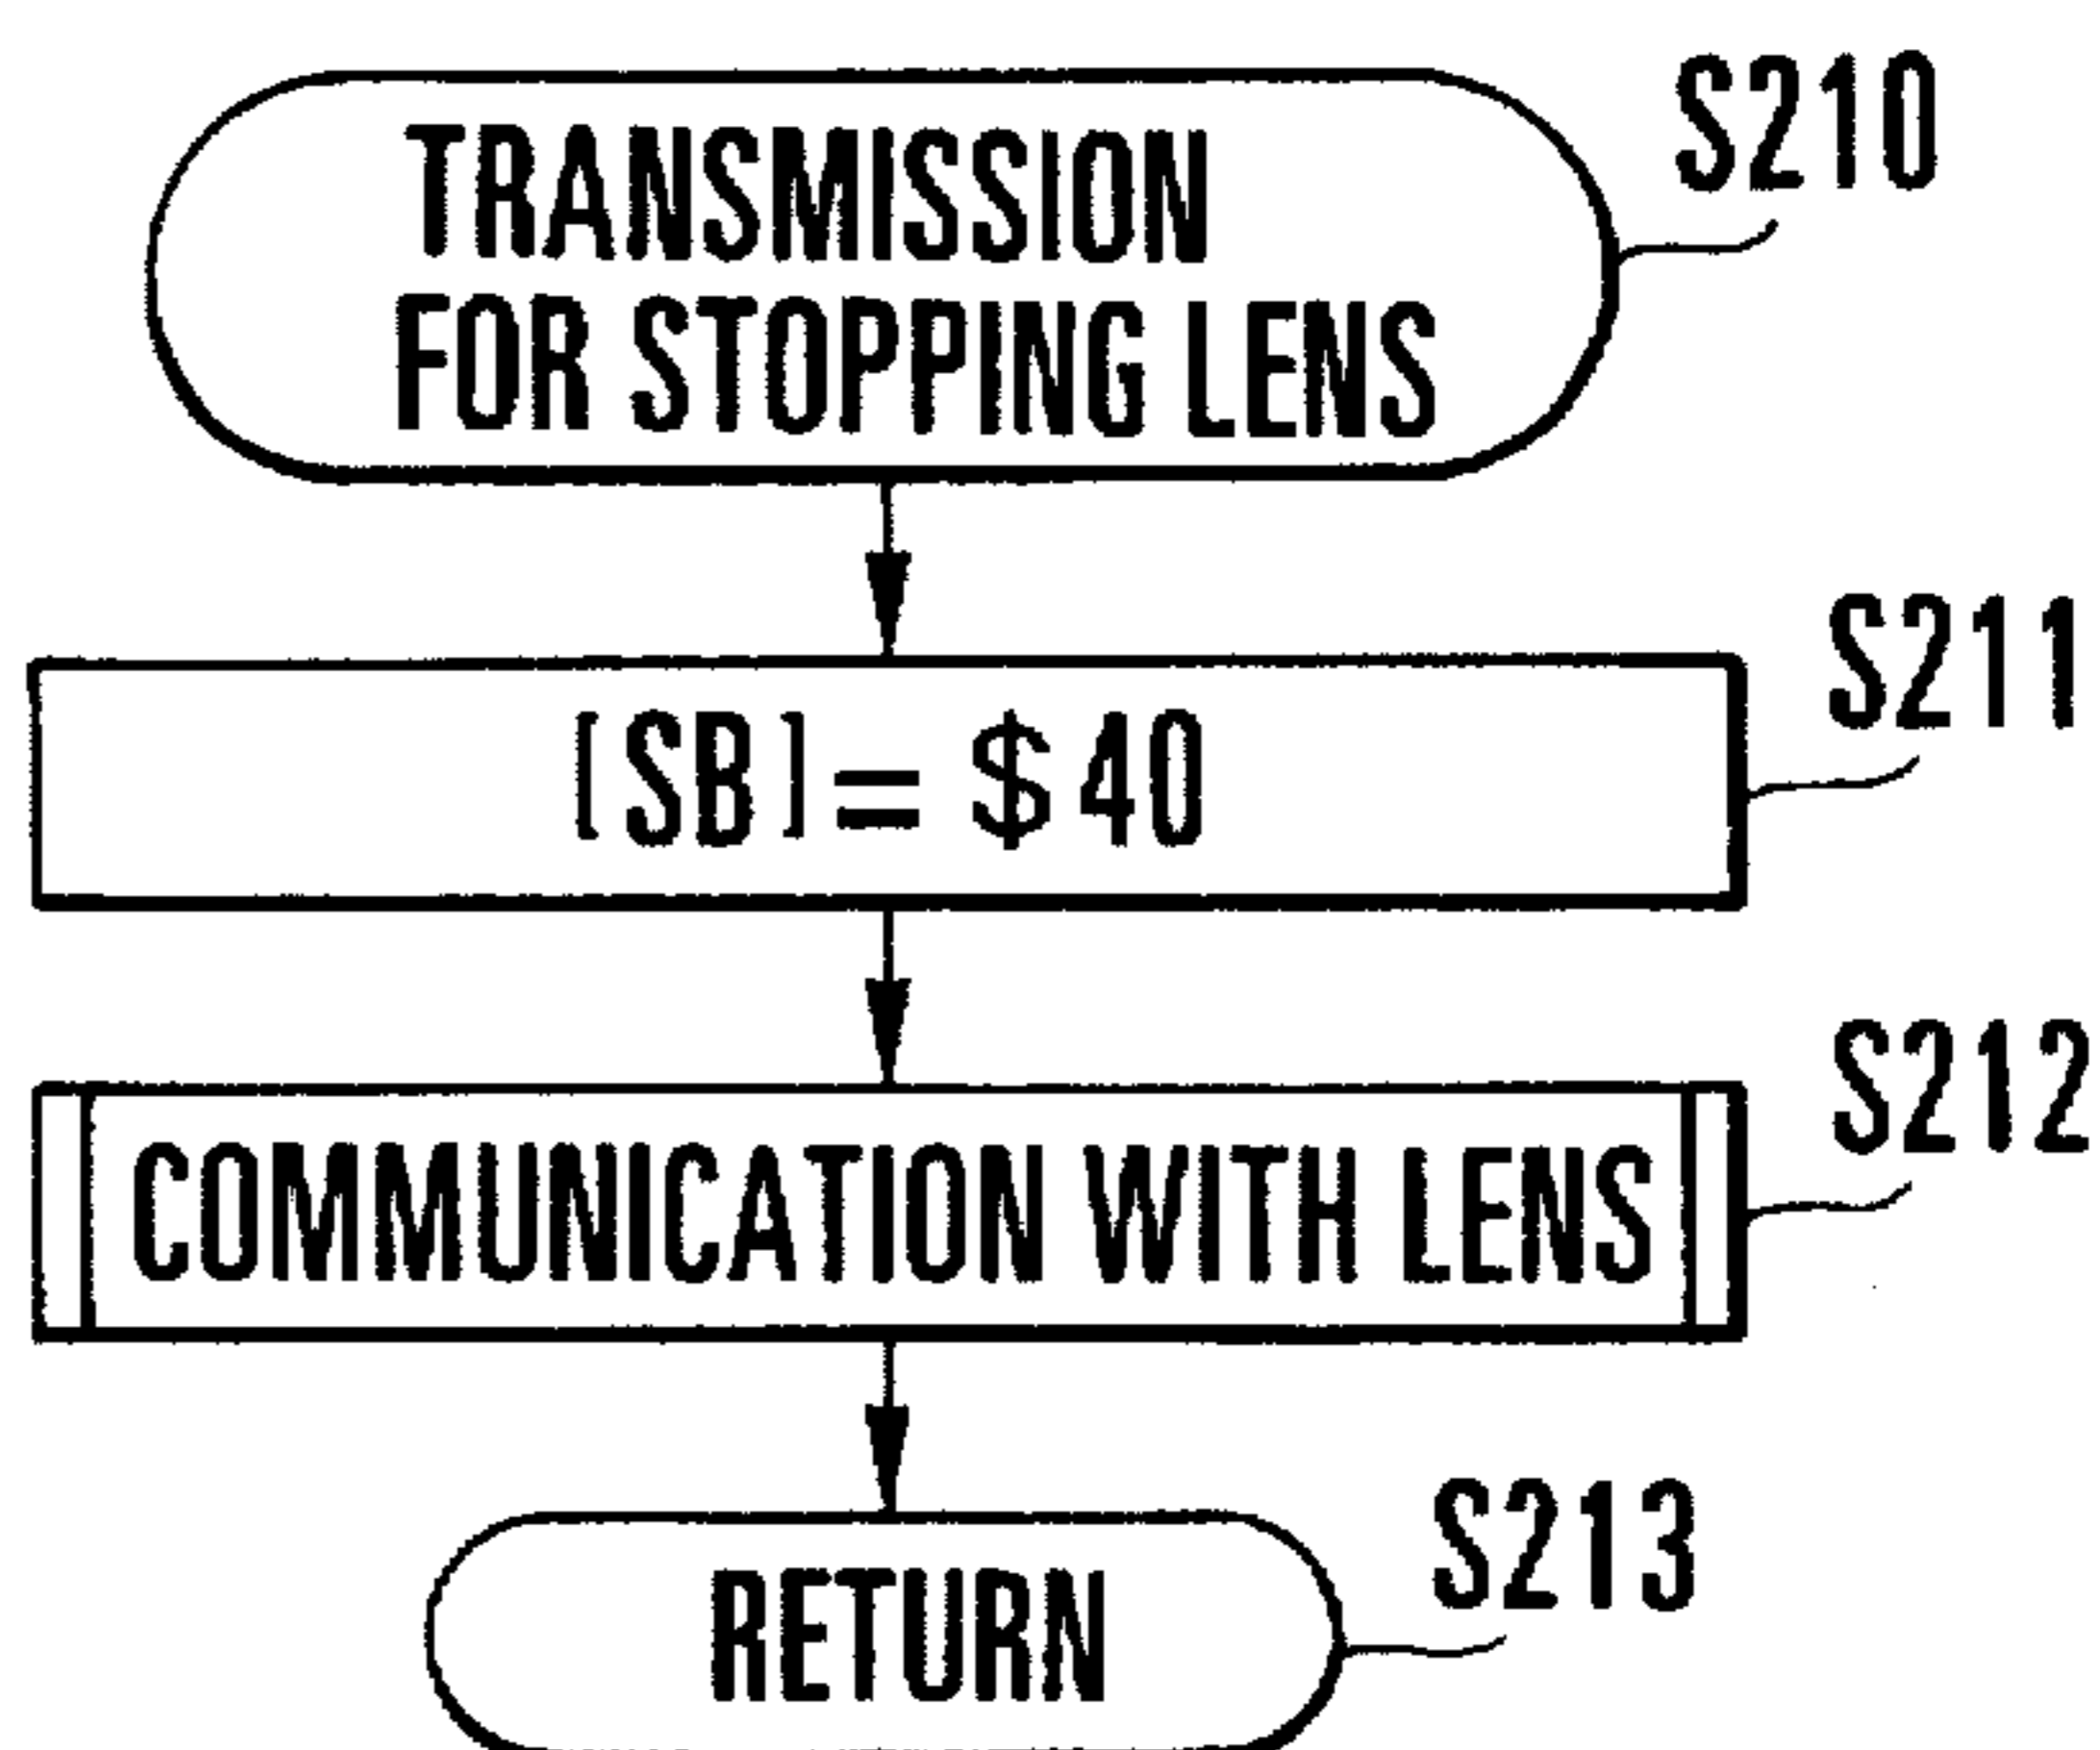 TRANSMISSION
FOR STOPPING LENS
S210
[SB]= $40
S211
COMMUNICATION WITH LENS
S212
RETURN
S213